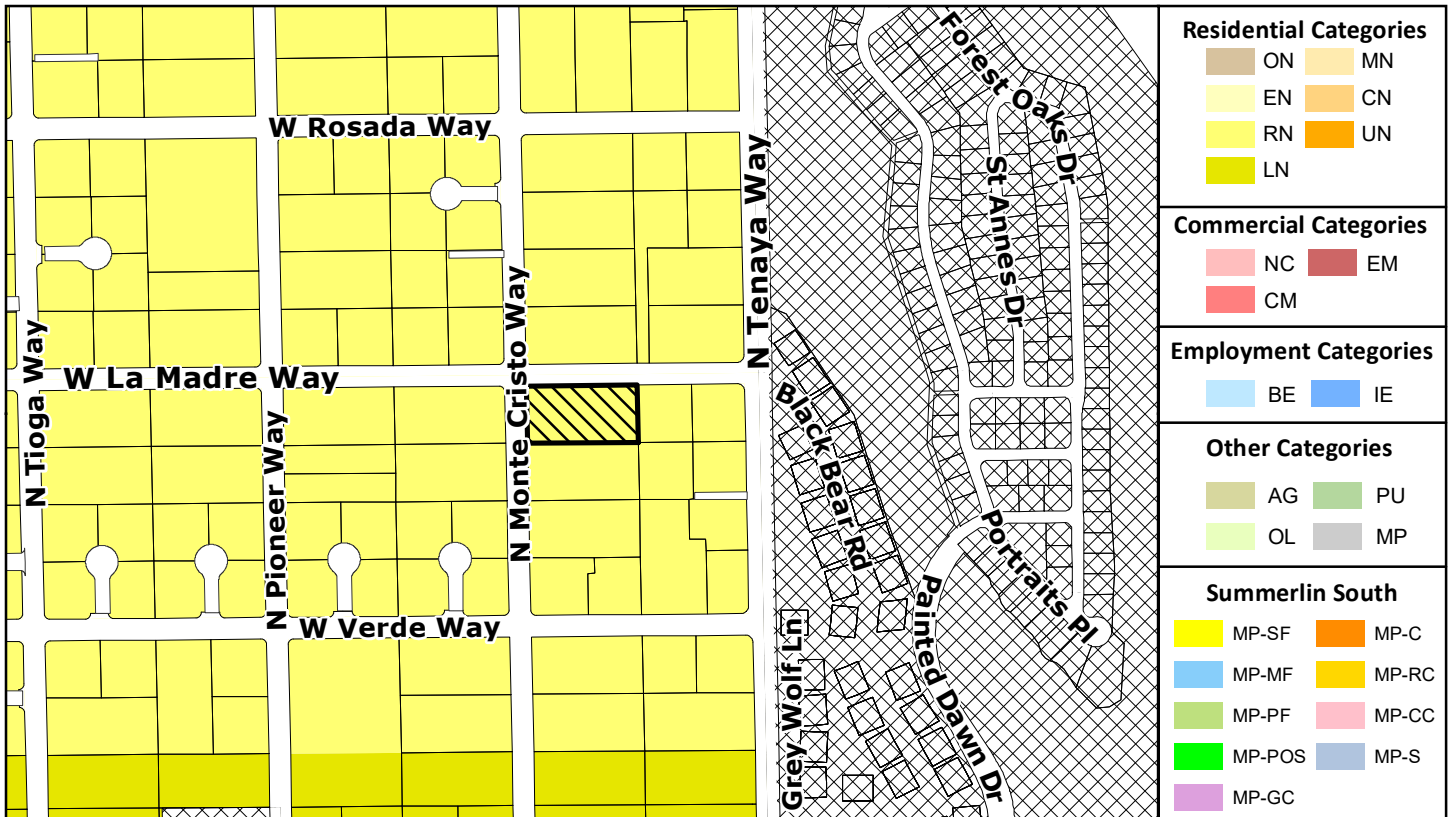 Forest Oaks Dr
W Rosada Way
N Tenaya Way
St Annes Dr
N Monte Cristo Way
N Tioga Way
W La Madre Way
N Pioneer Way
Black Bear Rd
Portraits Pl
Painted Dawn Dr
W Verde Way
Grey Wolf Ln
Residential Categories
ON MN
EN CN
RN UN
LN
Commercial Categories
NC EM
CM
Employment Categories
BE IE
Other Categories
AG PU
OL MP
Summerlin South
MP-SF MP-C
MP-MF MP-RC
MP-PF MP-CC
MP-POS MP-S
MP-GC